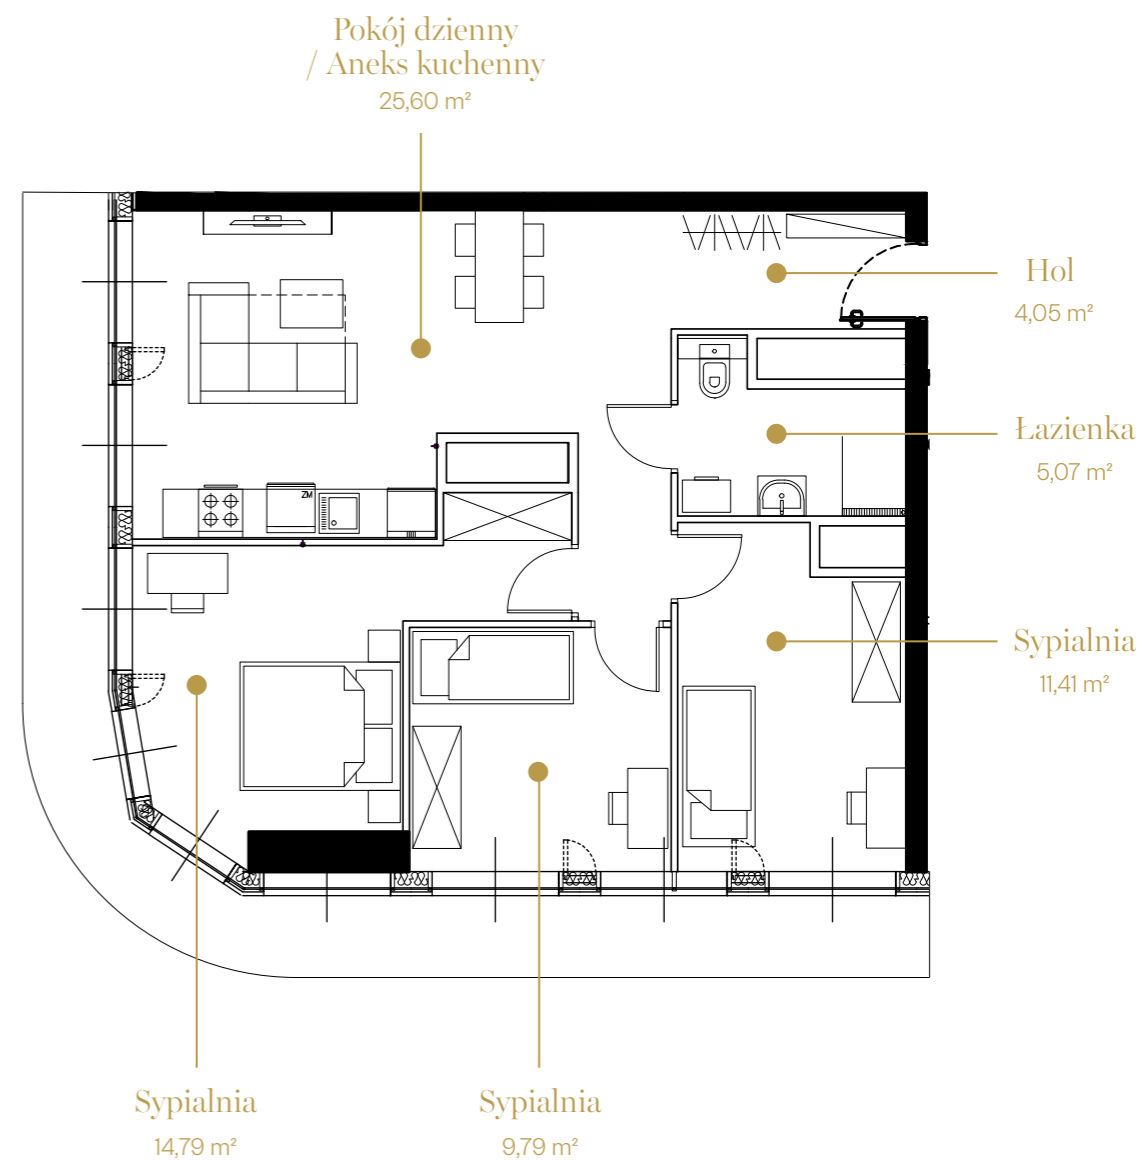 Pokój dzienny
/ Aneks kuchenny
25,60 m²
Hol
4,05 m²
Łazienka
5,07 m²
ZM
Sypialnia
11,41 m²
Sypialnia
14,79 m²
Sypialnia
9,79 m²